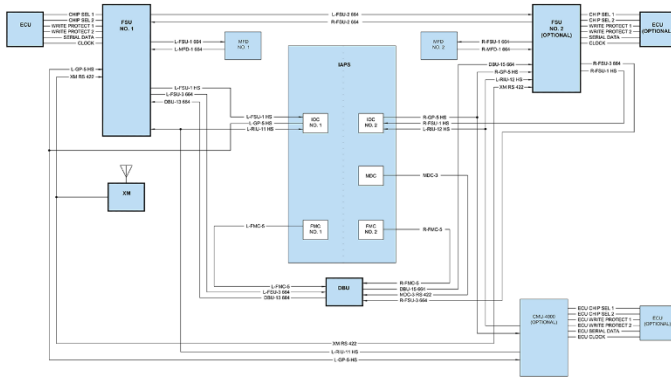 ECU
CHIP SEL 1
CHIP SEL 2
WRITE PROTECT 1
WRITE PROTECT 2
SERIAL DATA
CLOCK
FSU
NO. 1
L-FSU-2 664
R-FSU-2 664
FSU
NO. 2
(OPTIONAL)
CHIP SEL 1
CHIP SEL 2
WRITE PROTECT 1
WRITE PROTECT 2
SERIAL DATA
CLOCK
ECU
(OPTIONAL)
L-FSU-1 664
L-MFD-1 664
MFD
NO. 1
MFD
NO. 2
R-FSU-1 664
R-MFD-1 664
DBU-15 664
R-GP-5 HS
L-RIU-12 HS
XM RS 422
R-FSU-3 664
R-FSU-1 HS
L-GP-5 HS
XM RS 422
IAPS
L-FSU-1 HS
L-FSU-3 664
DBU-13 664
L-RIU-11 HS
L-FSU-1 HS
L-GP-5 HS
L-RIU-11 HS
IOC
NO. 1
IOC
NO. 2
R-GP-5 HS
R-FSU-1 HS
L-RIU-12 HS
MDC
MDC-3
XM
FMC
NO. 1
FMC
NO. 2
L-FMC-5
R-FMC-5
L-FMC-5
L-FSU-3 664
DBU-13 664
DBU
R-FMC-5
DBU-15 664
MDC-3 RS 422
R-FSU-3 664
CMU-4000
(OPTIONAL)
ECU CHIP SEL 1
ECU CHIP SEL 2
ECU WRITE PROTECT 1
ECU WRITE PROTECT 2
ECU SERIAL DATA
ECU CLOCK
ECU
(OPTIONAL)
XM RS 422
L-RIU-11 HS
L-GP-5 HS